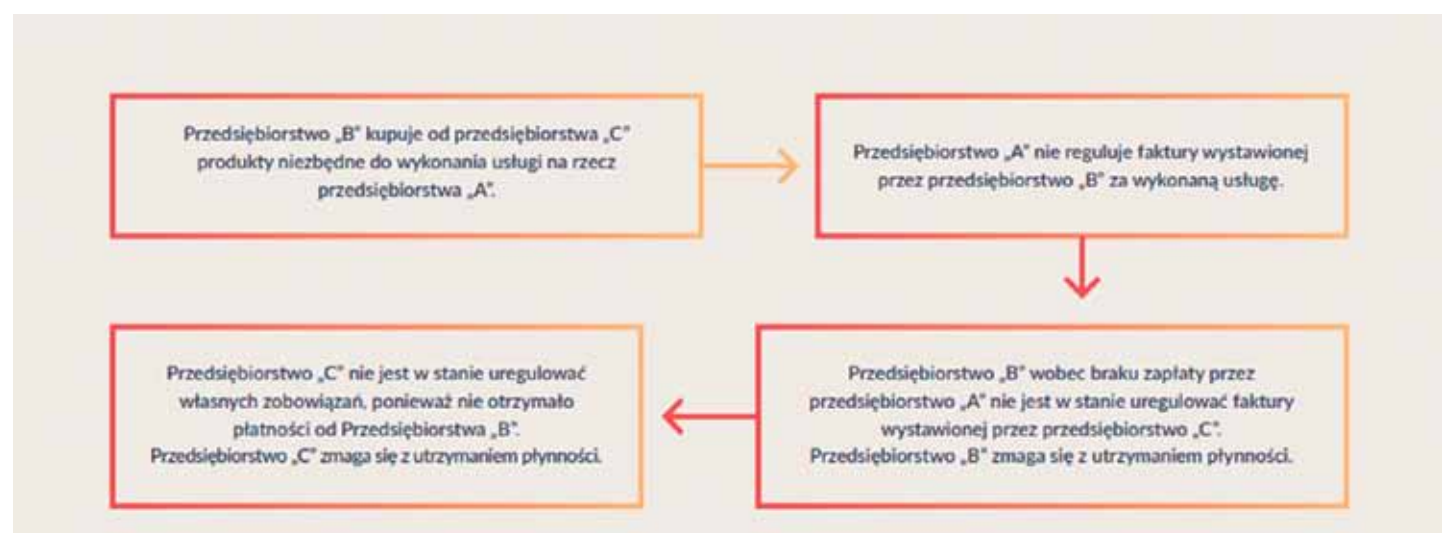 Przedsiębiorstwo „B” kupuje od przedsiębiorstwa „C”
produkty niezbędne do wykonania usługi na rzecz
przedsiębiorstwa „A”.
Przedsiębiorstwo „A” nie reguluje faktury wystawionej
przez przedsiębiorstwo „B” za wykonaną usługę.
Przedsiębiorstwo „B” wobec braku zapłaty przez
przedsiębiorstwo „A” nie jest w stanie uregulować faktury
wystawionej przez przedsiębiorstwo „C”.
Przedsiębiorstwo „B” zmaga się z utrzymaniem płynności.
Przedsiębiorstwo „C” nie jest w stanie uregulować
własnych zobowiązań, ponieważ nie otrzymało
płatności od Przedsiębiorstwa „B”.
Przedsiębiorstwo „C” zmaga się z utrzymaniem płynności.